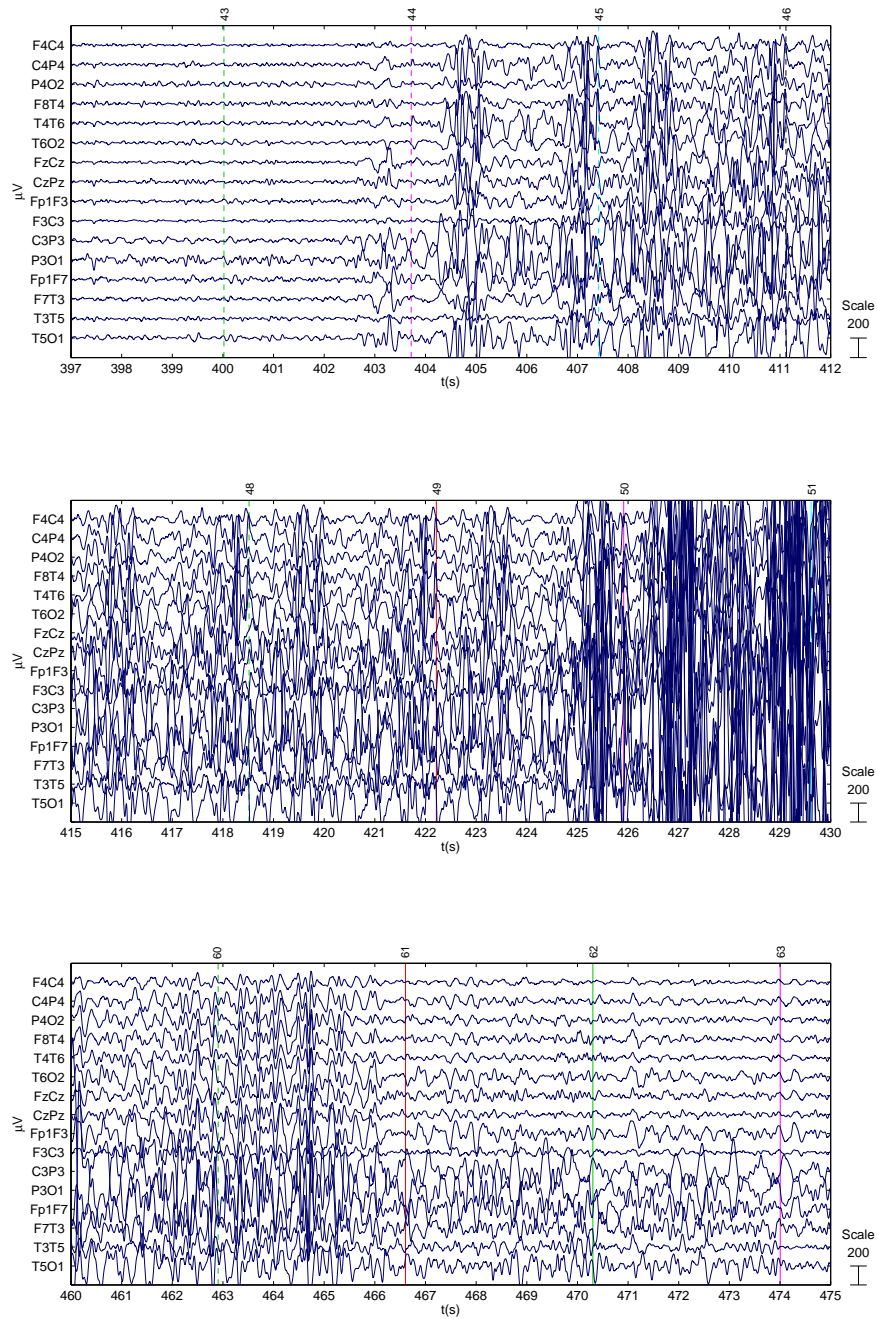 43 44 45 46
F4C4
C4P4
P4O2
F8T4
T4T6
T6O2
FzCz
CzPz
Fp1F3
F3C3
C3P3
P3O1
Fp1F7
F7T3
T3T5
T5O1
µV
Scale
200
397 398 399 400 401 402 403 404 405 406 407 408 409 410 411 412
t(s)
48 49 50 51
F4C4
C4P4
P4O2
F8T4
T4T6
T6O2
FzCz
CzPz
Fp1F3
F3C3
C3P3
P3O1
Fp1F7
F7T3
T3T5
T5O1
µV
Scale
200
415 416 417 418 419 420 421 422 423 424 425 426 427 428 429 430
t(s)
60 61 62 63
F4C4
C4P4
P4O2
F8T4
T4T6
T6O2
FzCz
CzPz
Fp1F3
F3C3
C3P3
P3O1
Fp1F7
F7T3
T3T5
T5O1
µV
Scale
200
460 461 462 463 464 465 466 467 468 469 470 471 472 473 474 475
t(s)